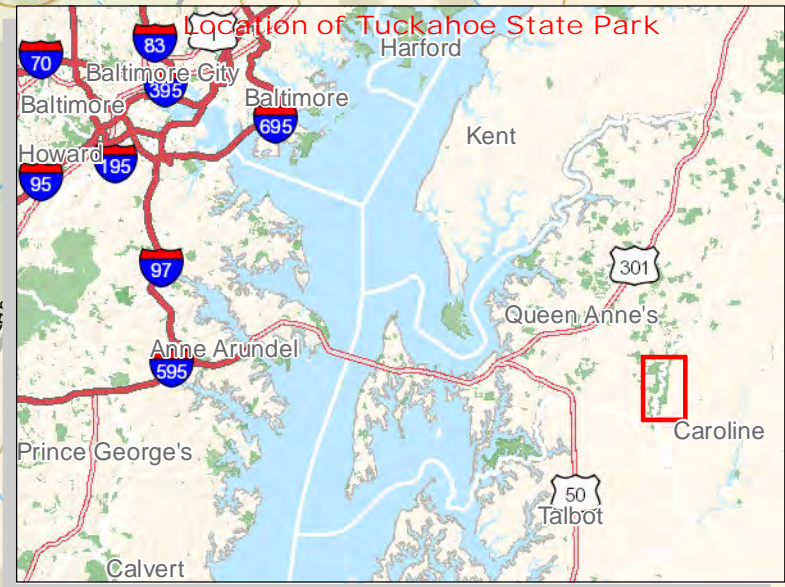 Location of Tuckahoe State Park
83
Harford
70
Baltimore City
395
Baltimore
Baltimore
695
Kent
Howard
195
95
97
301
Queen Anne's
Anne Arundel
595
Caroline
Prince George's
50
Talbot
Calvert